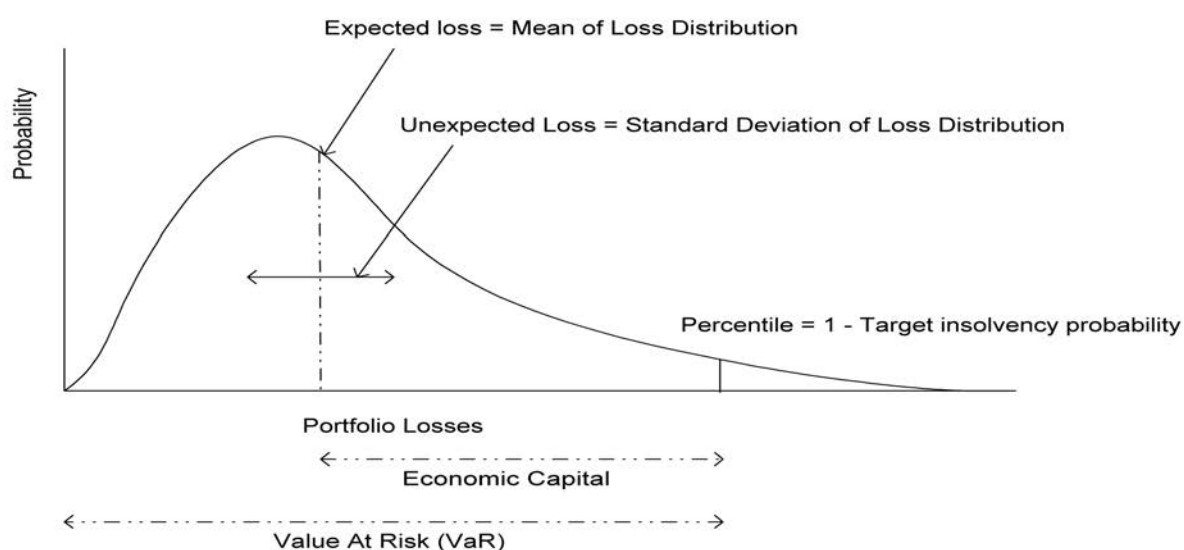 Expected loss = Mean of Loss Distribution
Probability
Unexpected Loss = Standard Deviation of Loss Distribution
Percentile = 1 - Target insolvency probability
Portfolio Losses
Economic Capital
Value At Risk (VaR)